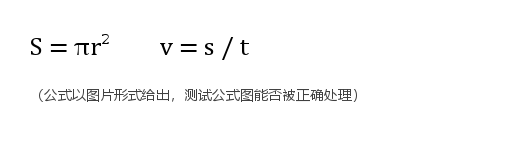 S = πr²  v = s / t
（公式以图片形式给出，测试公式图能否被正确处理）